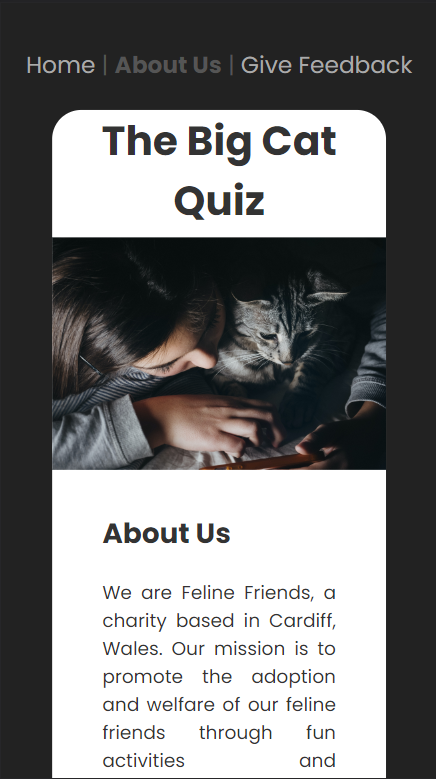 Home | About Us | Give Feedback
The Big Cat
Quiz
About Us
We are Feline Friends, a
charity based in Cardiff,
Wales. Our mission is to
promote the adoption
and welfare of our feline
friends through fun
activities and